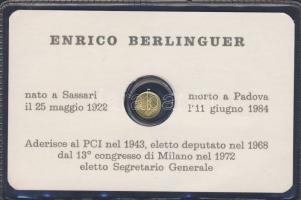 ENRICO BERLINGUER
nato a Sassari
il 25 maggio 1922
morto a Padova
l'11 giugno 1984
Aderisce al PCI nel 1943, eletto deputato nel 1968
dal 13° congresso di Milano nel 1972
eletto Segretario Generale